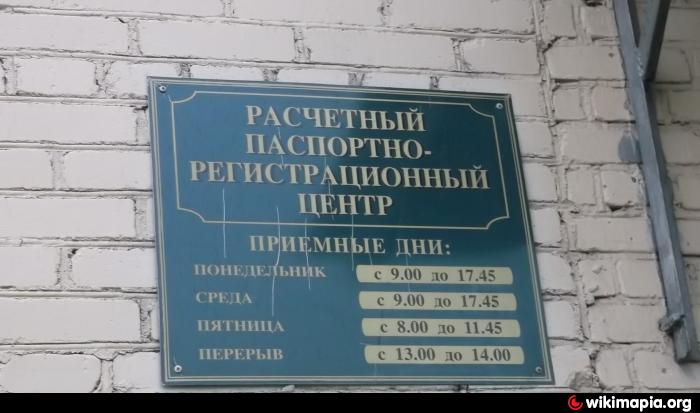 РАСЧЕТНЫЙ
ПАСПОРТНО-
РЕГИСТРАЦИОННЫЙ
ЦЕНТР
ПРИЕМНЫЕ ДНИ:
ПОНЕДЕЛЬНИК с 9.00 до 17.45
СРЕДА с 9.00 до 17.45
ПЯТНИЦА с 8.00 до 11.45
ПЕРЕРЫВ с 13.00 до 14.00
wikimapia.org